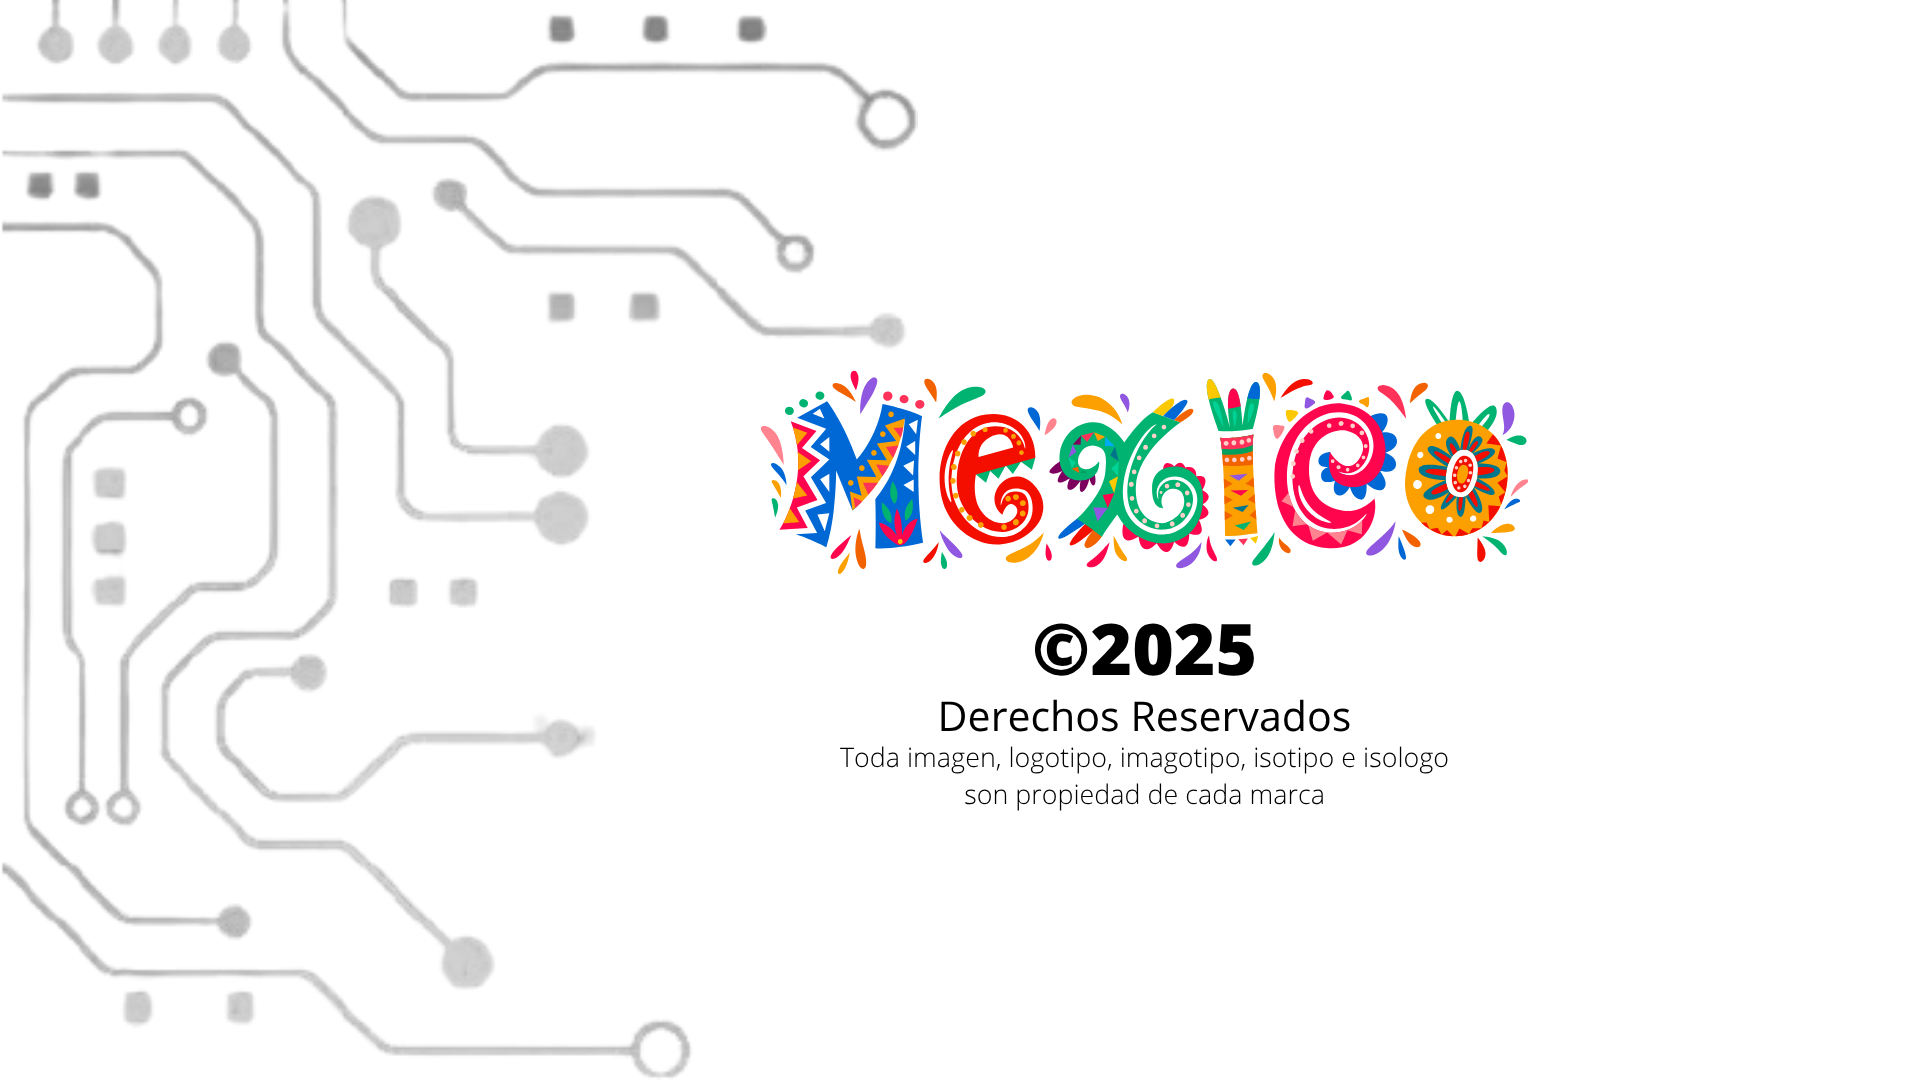 Mexico
©2025
Derechos Reservados
Toda imagen, logotipo, imagotipo, isotipo e isologo
son propiedad de cada marca